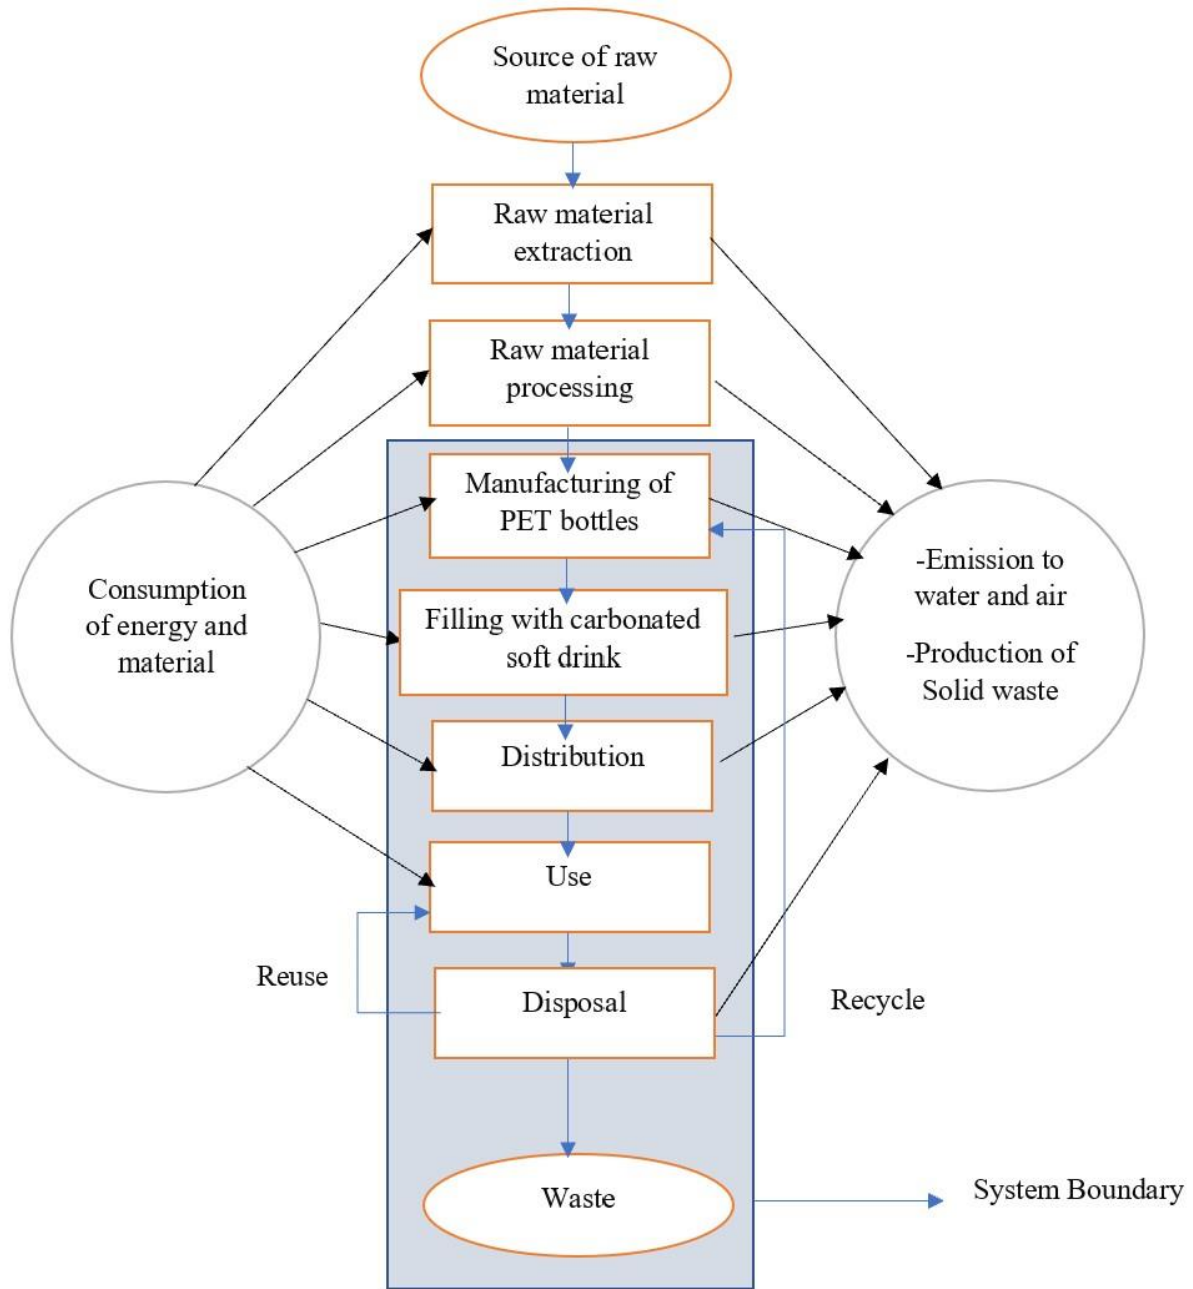 Source of raw
material
Raw material
extraction
Raw material
processing
Manufacturing of
PET bottles
Consumption
of energy and
material
Filling with carbonated
soft drink
-Emission to
water and air
-Production of
Solid waste
Distribution
Use
Reuse
Disposal
Recycle
Waste
System Boundary